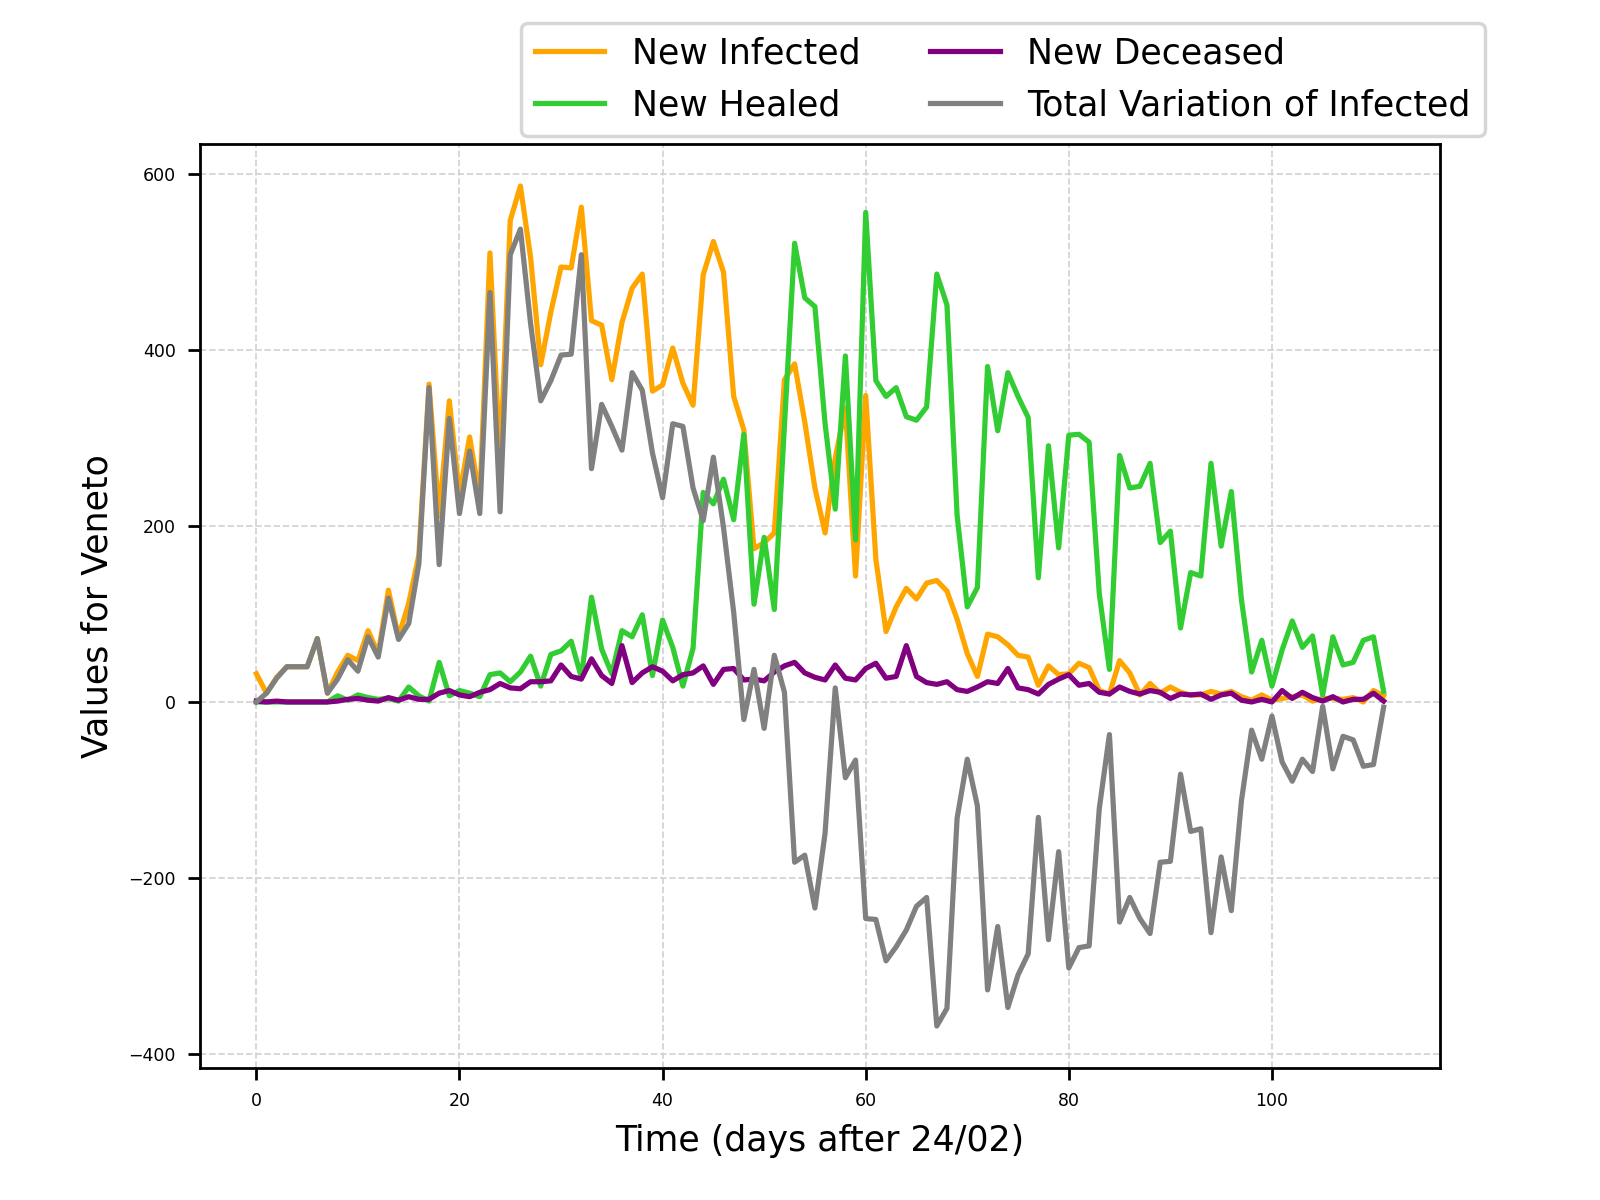 New Infected
New Healed
New Deceased
Total Variation of Infected
Values for Veneto
600
400
200
0
−200
−400
0 20 40 60 80 100
Time (days after 24/02)